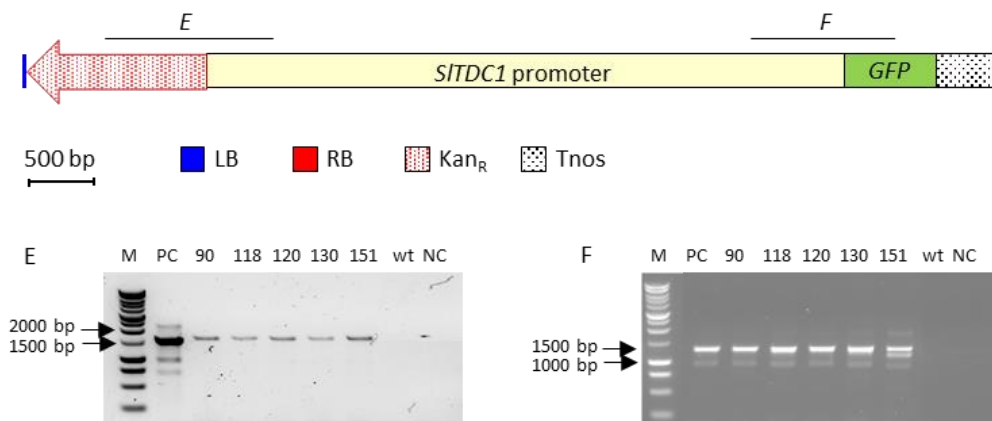 E F
SlTDC1 promoter GFP
500 bp LB RB KanR Tnos
E M PC 90 118 120 130 151 wt NC
2000 bp
1500 bp
F M PC 90 118 120 130 151 wt NC
1500 bp
1000 bp